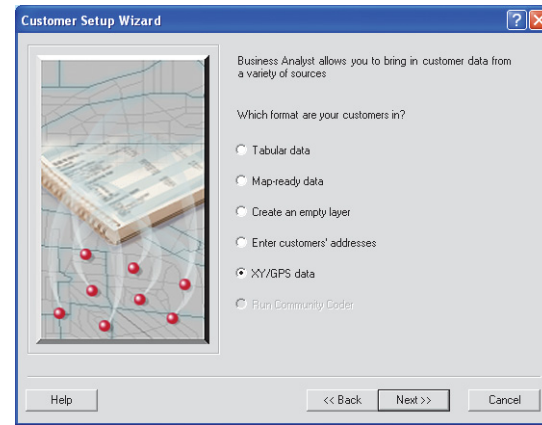 Customer Setup Wizard
Business Analyst allows you to bring in customer data from
a variety of sources
Which format are your customers in?
Tabular data
Map-ready data
Create an empty layer
Enter customers' addresses
XY/GPS data
Run Community Coder
Help
<< Back
Next >>
Cancel